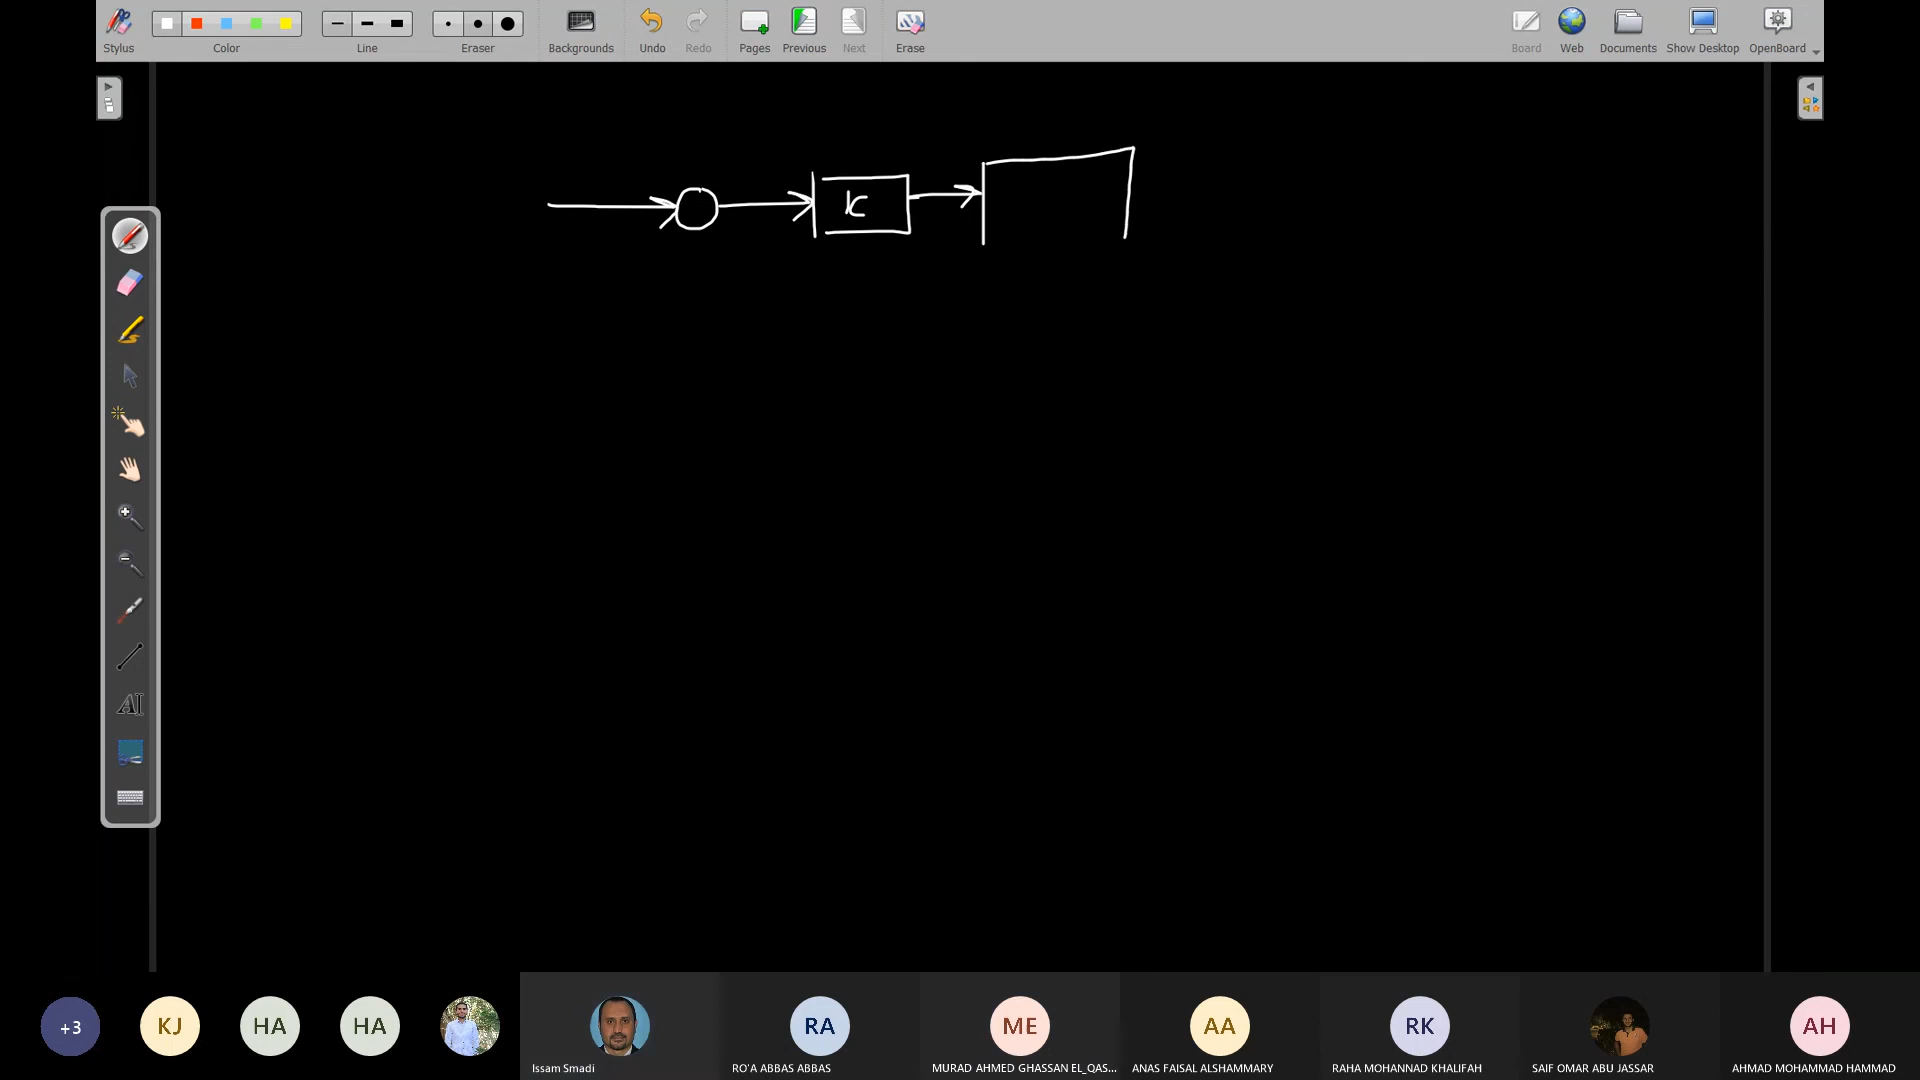 Stylus
Color
Line
Eraser
Backgrounds
Undo
Redo
Pages
Previous
Next
Erase
Board
Web
Documents
Show Desktop
OpenBoard
K
+3
KJ
HA
HA
Issam Smadi
RA
RO'A ABBAS ABBAS
ME
MURAD AHMED GHASSAN EL_QAS...
AA
ANAS FAISAL ALSHAMMARY
RK
RAHA MOHANNAD KHALIFAH
SAIF OMAR ABU JASSAR
AH
AHMAD MOHAMMAD HAMMAD